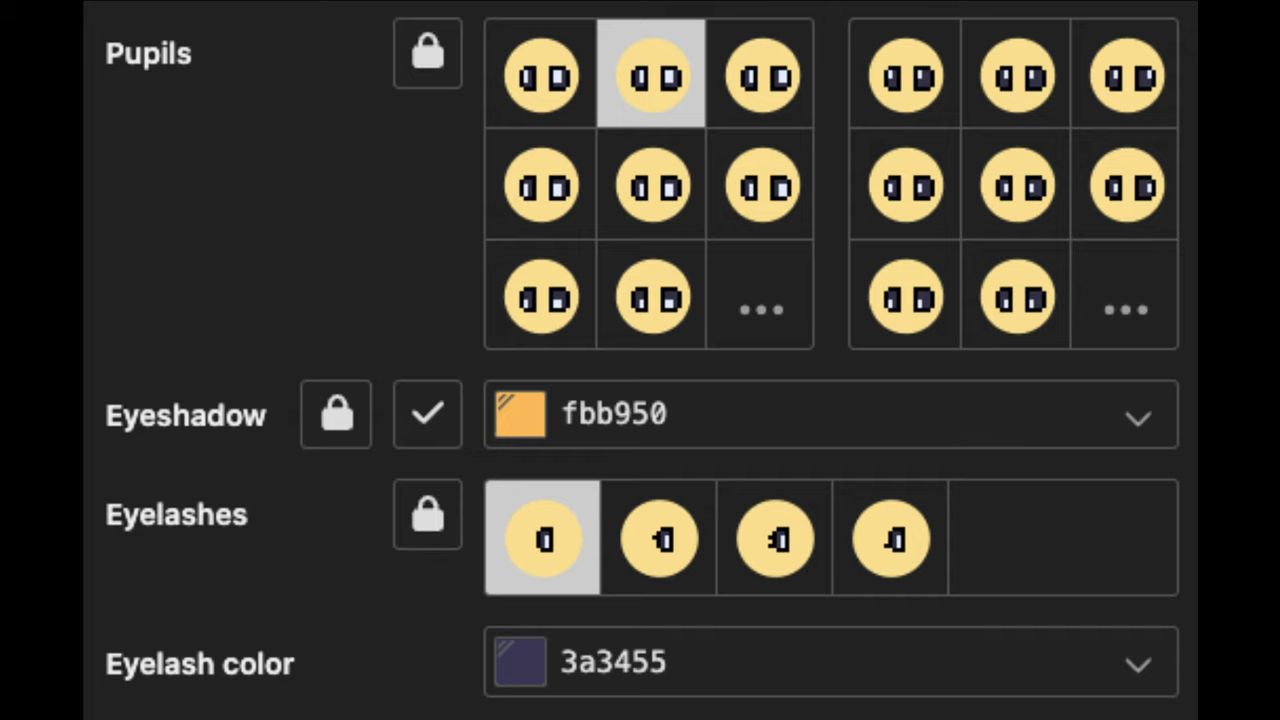 Pupils
...
...
Eyeshadow
fbb950
Eyelashes
Eyelash color
3a3455